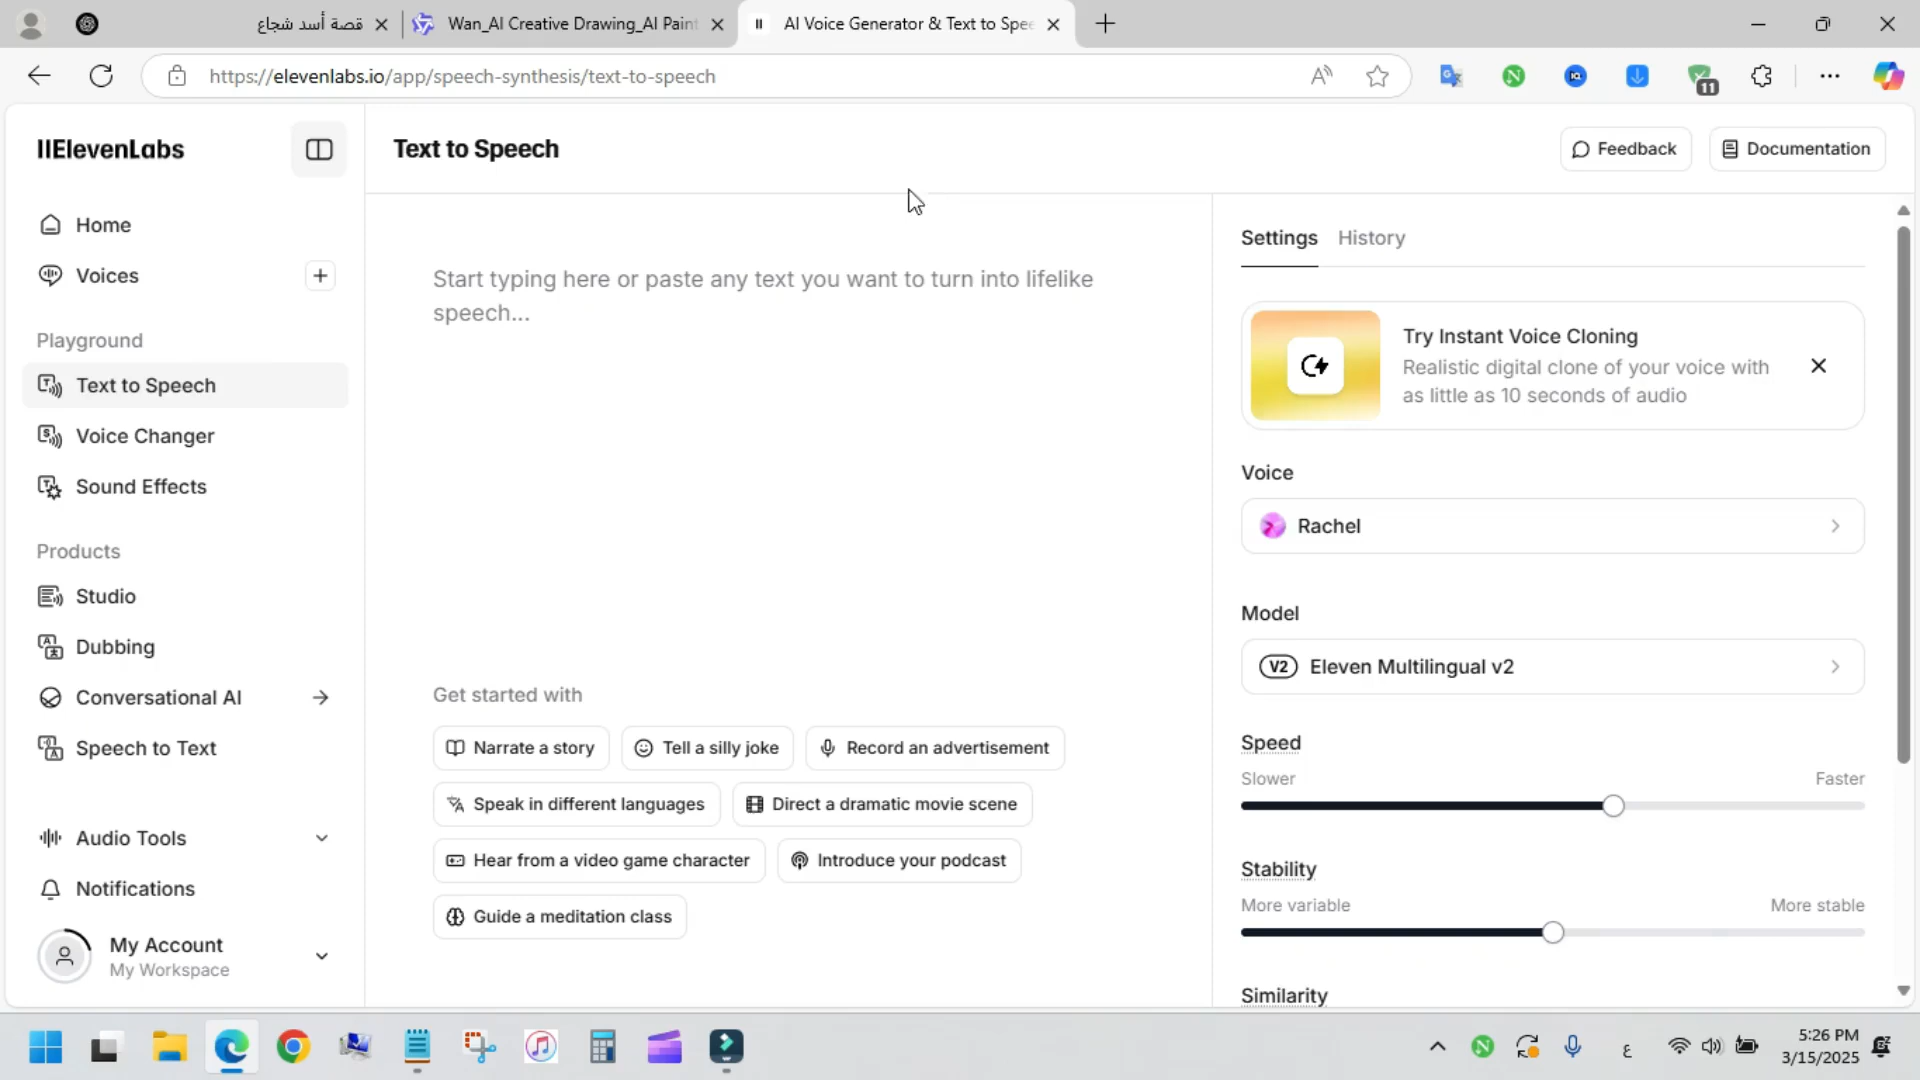 قصة أسد شجاع
Wan_AI Creative Drawing_AI Paint
AI Voice Generator & Text to Spee
https://elevenlabs.io/app/speech-synthesis/text-to-speech
11
IIElevenLabs
Home
Voices
Playground
Text to Speech
Voice Changer
Sound Effects
Products
Studio
Dubbing
Conversational AI
Speech to Text
Audio Tools
Notifications
My Account
My Workspace
Text to Speech
Feedback
Documentation
Start typing here or paste any text you want to turn into lifelike
speech...
Get started with
Narrate a story
Tell a silly joke
Record an advertisement
Speak in different languages
Direct a dramatic movie scene
Hear from a video game character
Introduce your podcast
Guide a meditation class
Settings
History
Try Instant Voice Cloning
Realistic digital clone of your voice with
as little as 10 seconds of audio
Voice
Rachel
Model
V2 Eleven Multilingual v2
Speed
Slower
Faster
Stability
More variable
More stable
Similarity
ع
5:26 PM
3/15/2025